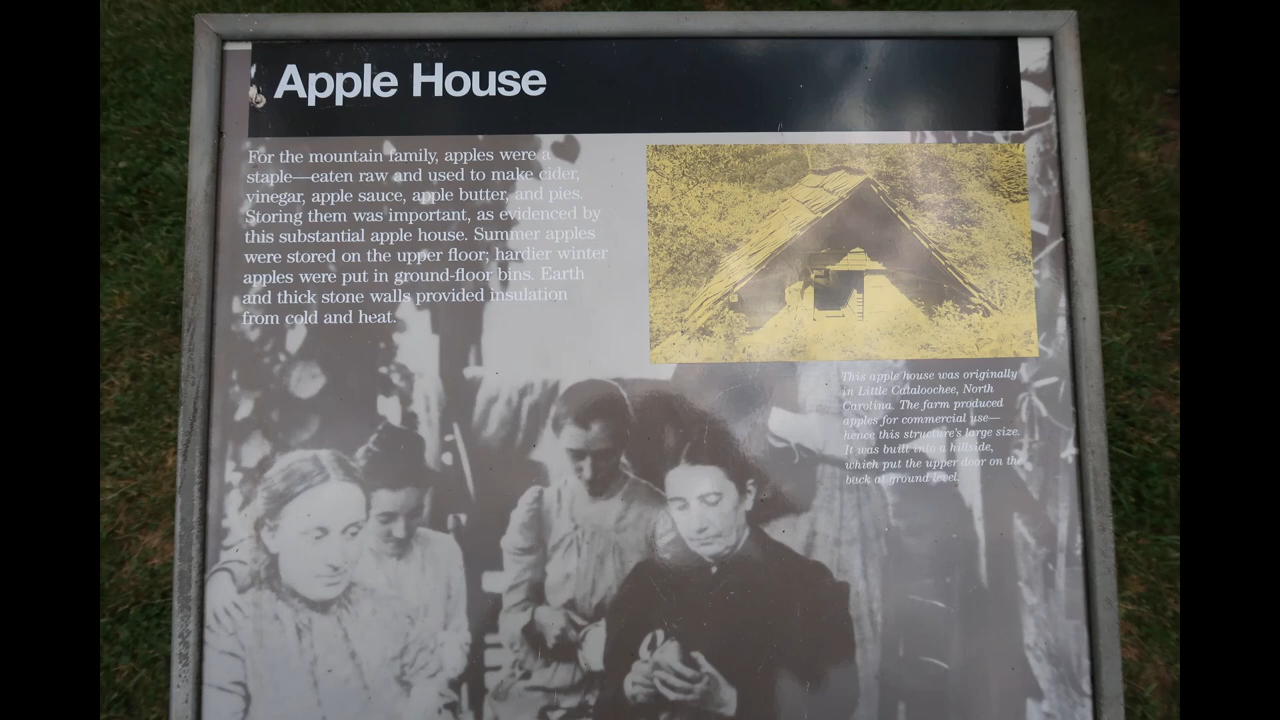 Apple House
For the mountain family, apples were a
staple—eaten raw and used to make cider,
vinegar, apple sauce, apple butter, and pies.
Storing them was important, as evidenced by
this substantial apple house. Summer apples
were stored on the upper floor; hardier winter
apples were put in ground-floor bins. Earth
and thick stone walls provided insulation
from cold and heat.
This apple house was originally
in Little Cataloochee, North
Carolina. The farm produced
apples for commercial use—
hence this structure's large size.
It was built into a hillside,
which put the upper door on the
back at ground level.